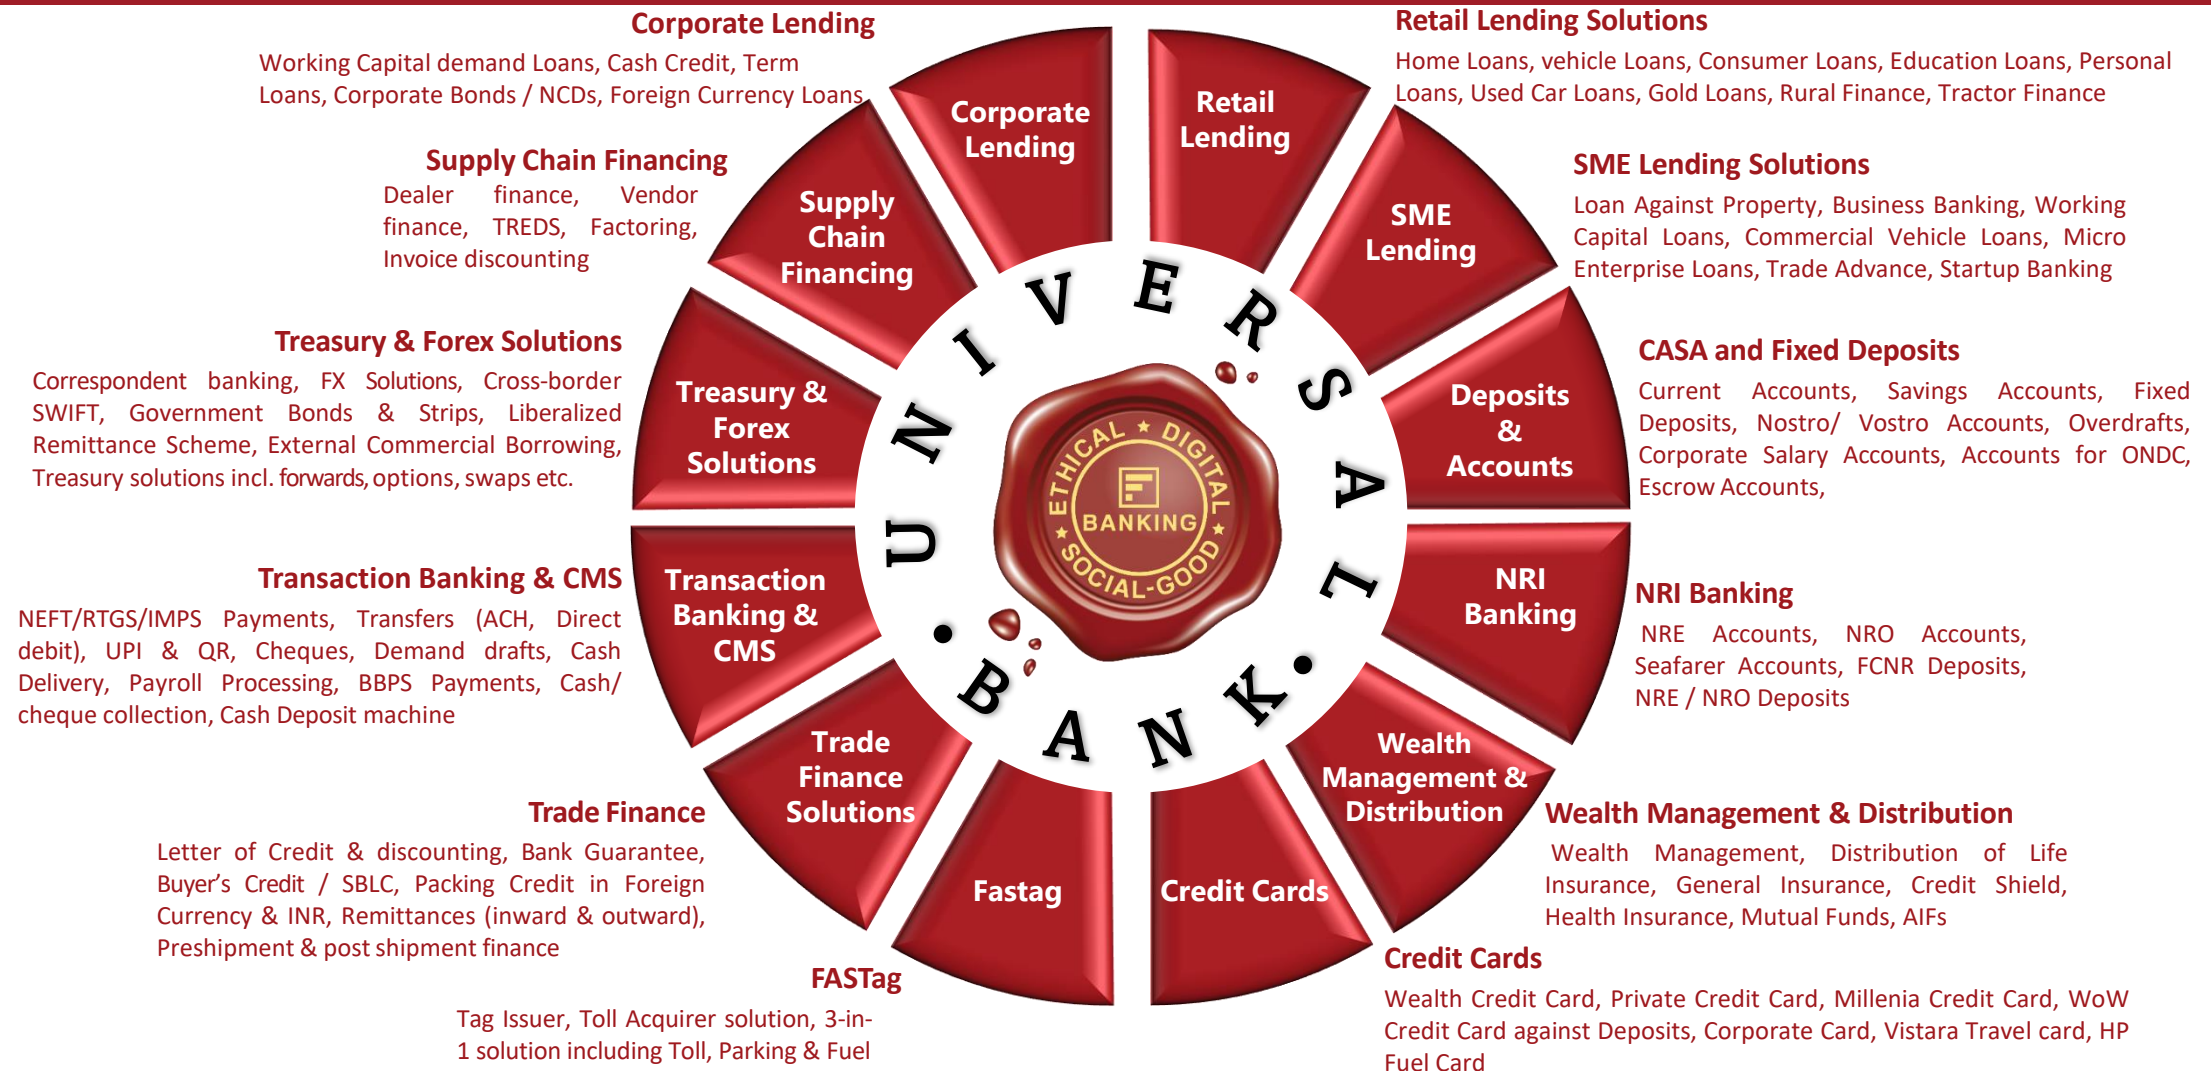 Corporate Lending
Working Capital demand Loans, Cash Credit, Term
Loans, Corporate Bonds / NCDs, Foreign Currency Loans
Supply Chain Financing
Dealer finance, Vendor
finance, TREDS, Factoring,
Invoice discounting
Treasury & Forex Solutions
Correspondent banking, FX Solutions, Cross-border
SWIFT, Government Bonds & Strips, Liberalized
Remittance Scheme, External Commercial Borrowing,
Treasury solutions incl. forwards, options, swaps etc.
Transaction Banking & CMS
NEFT/RTGS/IMPS Payments, Transfers (ACH, Direct
debit), UPI & QR, Cheques, Demand drafts, Cash
Delivery, Payroll Processing, BBPS Payments, Cash/
cheque collection, Cash Deposit machine
Trade Finance
Letter of Credit & discounting, Bank Guarantee,
Buyer's Credit / SBLC, Packing Credit in Foreign
Currency & INR, Remittances (inward & outward),
Preshipment & post shipment finance
FASTag
Tag Issuer, Toll Acquirer solution, 3-in-
1 solution including Toll, Parking & Fuel
Corporate
Lending
Retail
Lending
Supply
Chain
Financing
SME
Lending
Treasury &
Forex
Solutions
Deposits
&
Accounts
Transaction
Banking &
CMS
NRI
Banking
Trade
Finance
Solutions
Wealth
Management &
Distribution
Fastag
Credit Cards
UNIVERSAL
• BANK •
ETHICAL ★ DIGITAL
★ SOCIAL-GOOD ★
BANKING
Retail Lending Solutions
Home Loans, vehicle Loans, Consumer Loans, Education Loans, Personal
Loans, Used Car Loans, Gold Loans, Rural Finance, Tractor Finance
SME Lending Solutions
Loan Against Property, Business Banking, Working
Capital Loans, Commercial Vehicle Loans, Micro
Enterprise Loans, Trade Advance, Startup Banking
CASA and Fixed Deposits
Current Accounts, Savings Accounts, Fixed
Deposits, Nostro/ Vostro Accounts, Overdrafts,
Corporate Salary Accounts, Accounts for ONDC,
Escrow Accounts,
NRI Banking
NRE Accounts, NRO Accounts,
Seafarer Accounts, FCNR Deposits,
NRE / NRO Deposits
Wealth Management & Distribution
Wealth Management, Distribution of Life
Insurance, General Insurance, Credit Shield,
Health Insurance, Mutual Funds, AIFs
Credit Cards
Wealth Credit Card, Private Credit Card, Millenia Credit Card, WoW
Credit Card against Deposits, Corporate Card, Vistara Travel card, HP
Fuel Card